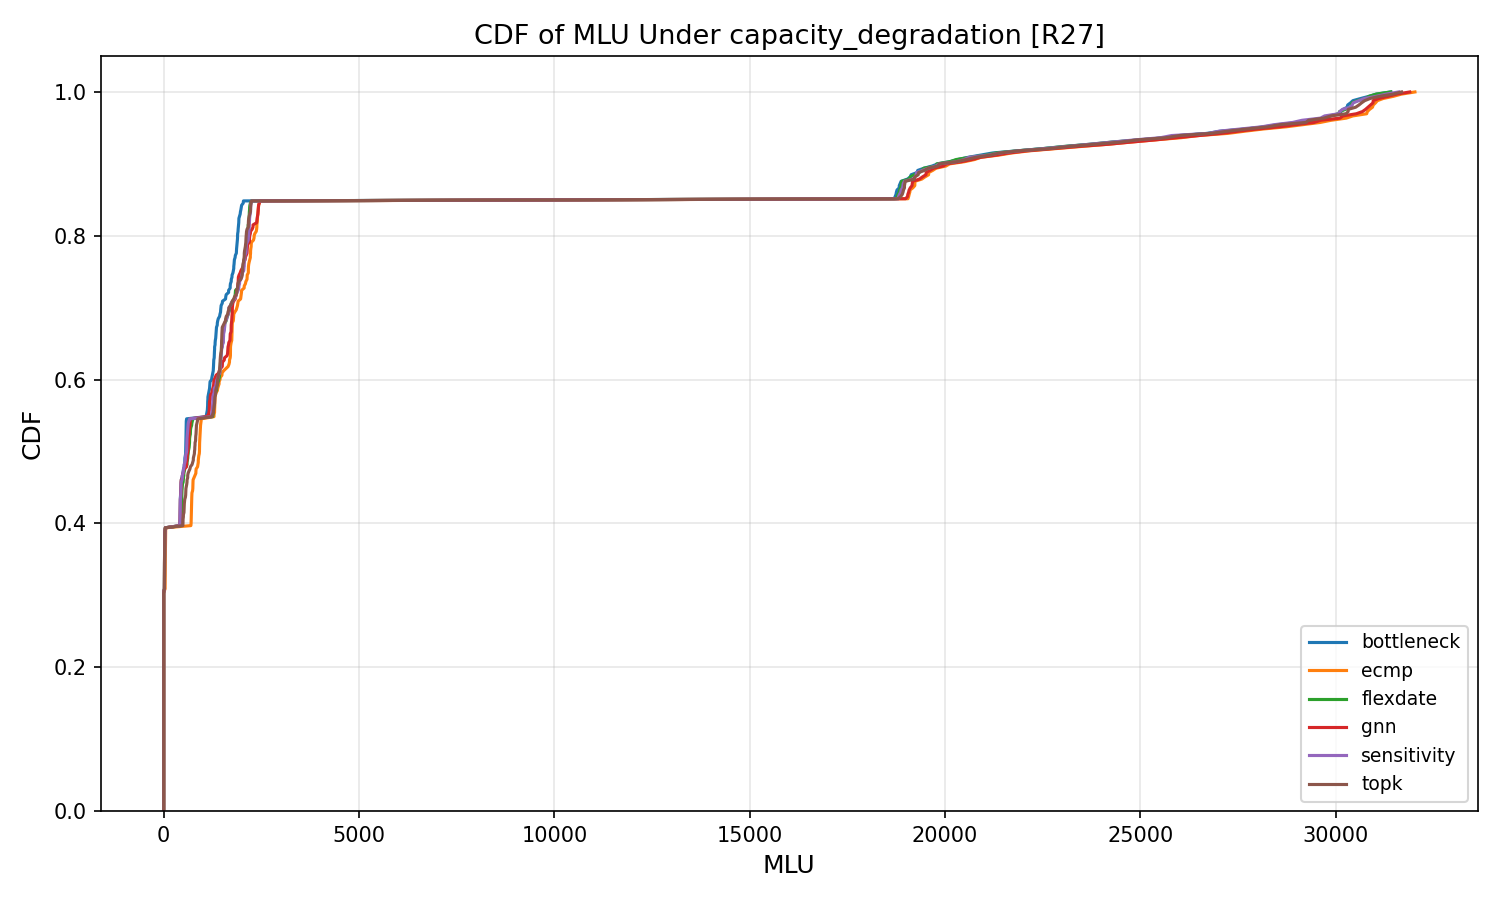 CDF of MLU Under capacity_degradation [R27]
1.0
0.8
0.6
0.4
0.2
0.0
CDF
0
5000
10000
15000
20000
25000
30000
MLU
bottleneck
ecmp
flexdate
gnn
sensitivity
topk